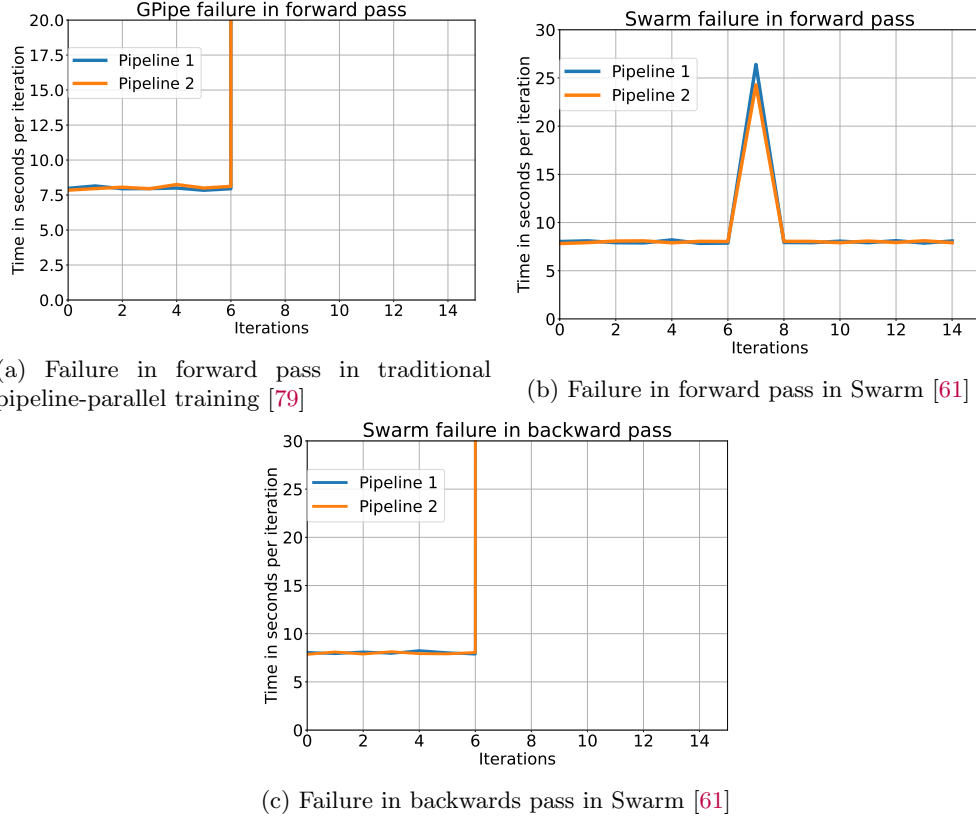 GPipe failure in forward pass
Time in seconds per iteration
20.0
17.5
15.0
12.5
10.0
7.5
5.0
2.5
0.0
Pipeline 1
Pipeline 2
0 2 4 6 8 10 12 14
Iterations
(a) Failure in forward pass in traditional
pipeline-parallel training [79]
Swarm failure in forward pass
Time in seconds per iteration
30
25
20
15
10
5
0
Pipeline 1
Pipeline 2
0 2 4 6 8 10 12 14
Iterations
(b) Failure in forward pass in Swarm [61]
Swarm failure in backward pass
Time in seconds per iteration
30
25
20
15
10
5
0
Pipeline 1
Pipeline 2
0 2 4 6 8 10 12 14
Iterations
(c) Failure in backwards pass in Swarm [61]